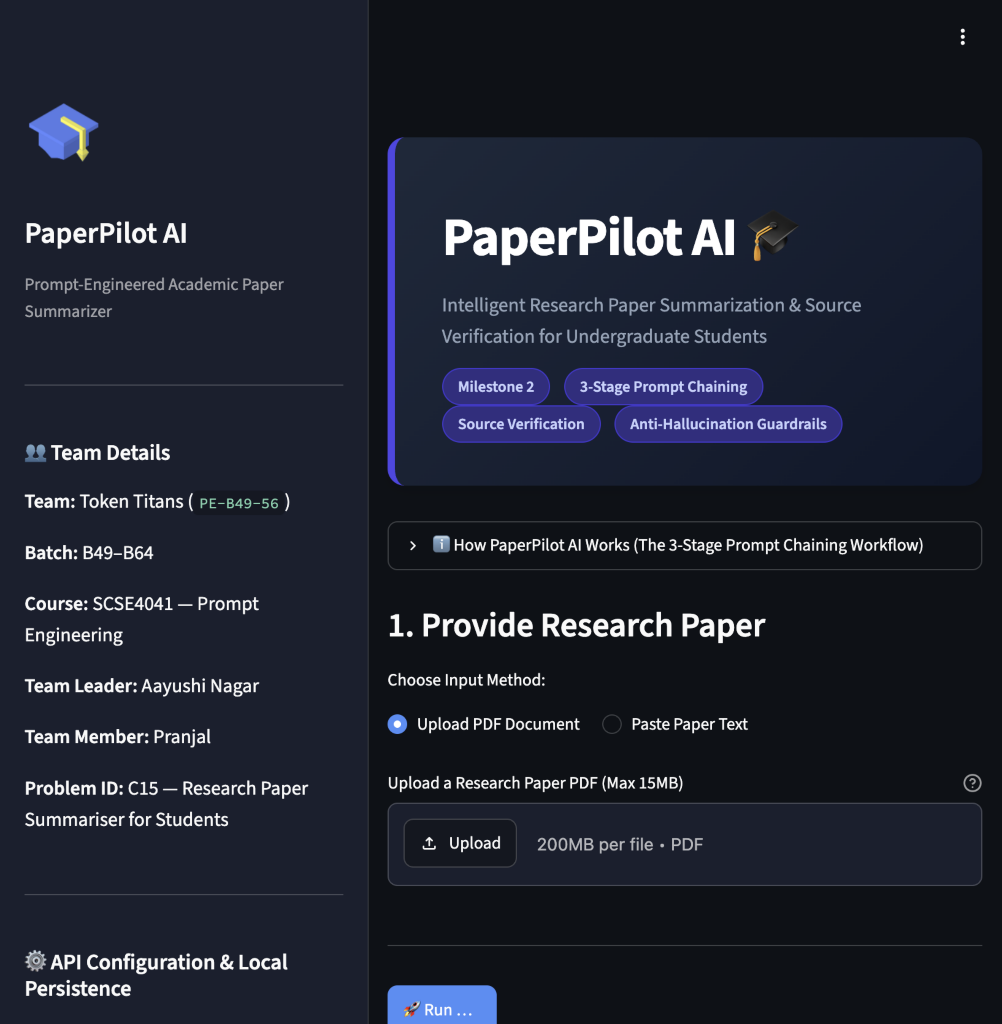 PaperPilot AI
Prompt-Engineered Academic Paper
Summarizer
👥 Team Details
Team: Token Titans ( PE-B49-56 )
Batch: B49–B64
Course: SCSE4041 — Prompt
Engineering
Team Leader: Aayushi Nagar
Team Member: Pranjal
Problem ID: C15 — Research Paper
Summariser for Students
⚙️ API Configuration & Local
Persistence
PaperPilot AI 🎓
Intelligent Research Paper Summarization & Source
Verification for Undergraduate Students
Milestone 2
3-Stage Prompt Chaining
Source Verification
Anti-Hallucination Guardrails
ℹ️ How PaperPilot AI Works (The 3-Stage Prompt Chaining Workflow)
1. Provide Research Paper
Choose Input Method:
Upload PDF Document
Paste Paper Text
Upload a Research Paper PDF (Max 15MB)
Upload
200MB per file • PDF
🚀 Run ...